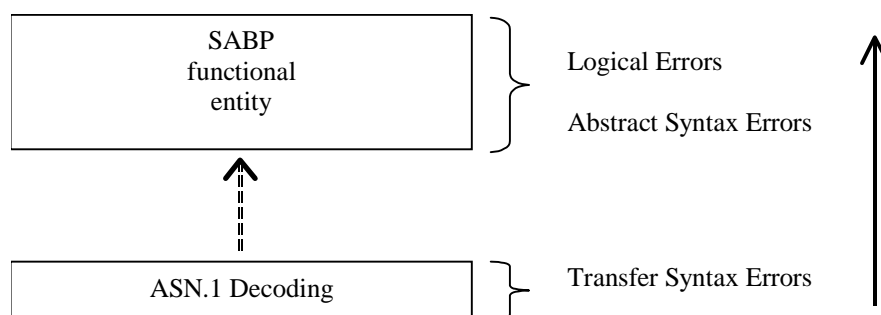 SABP
functional
entity
Logical Errors
Abstract Syntax Errors
ASN.1 Decoding
Transfer Syntax Errors